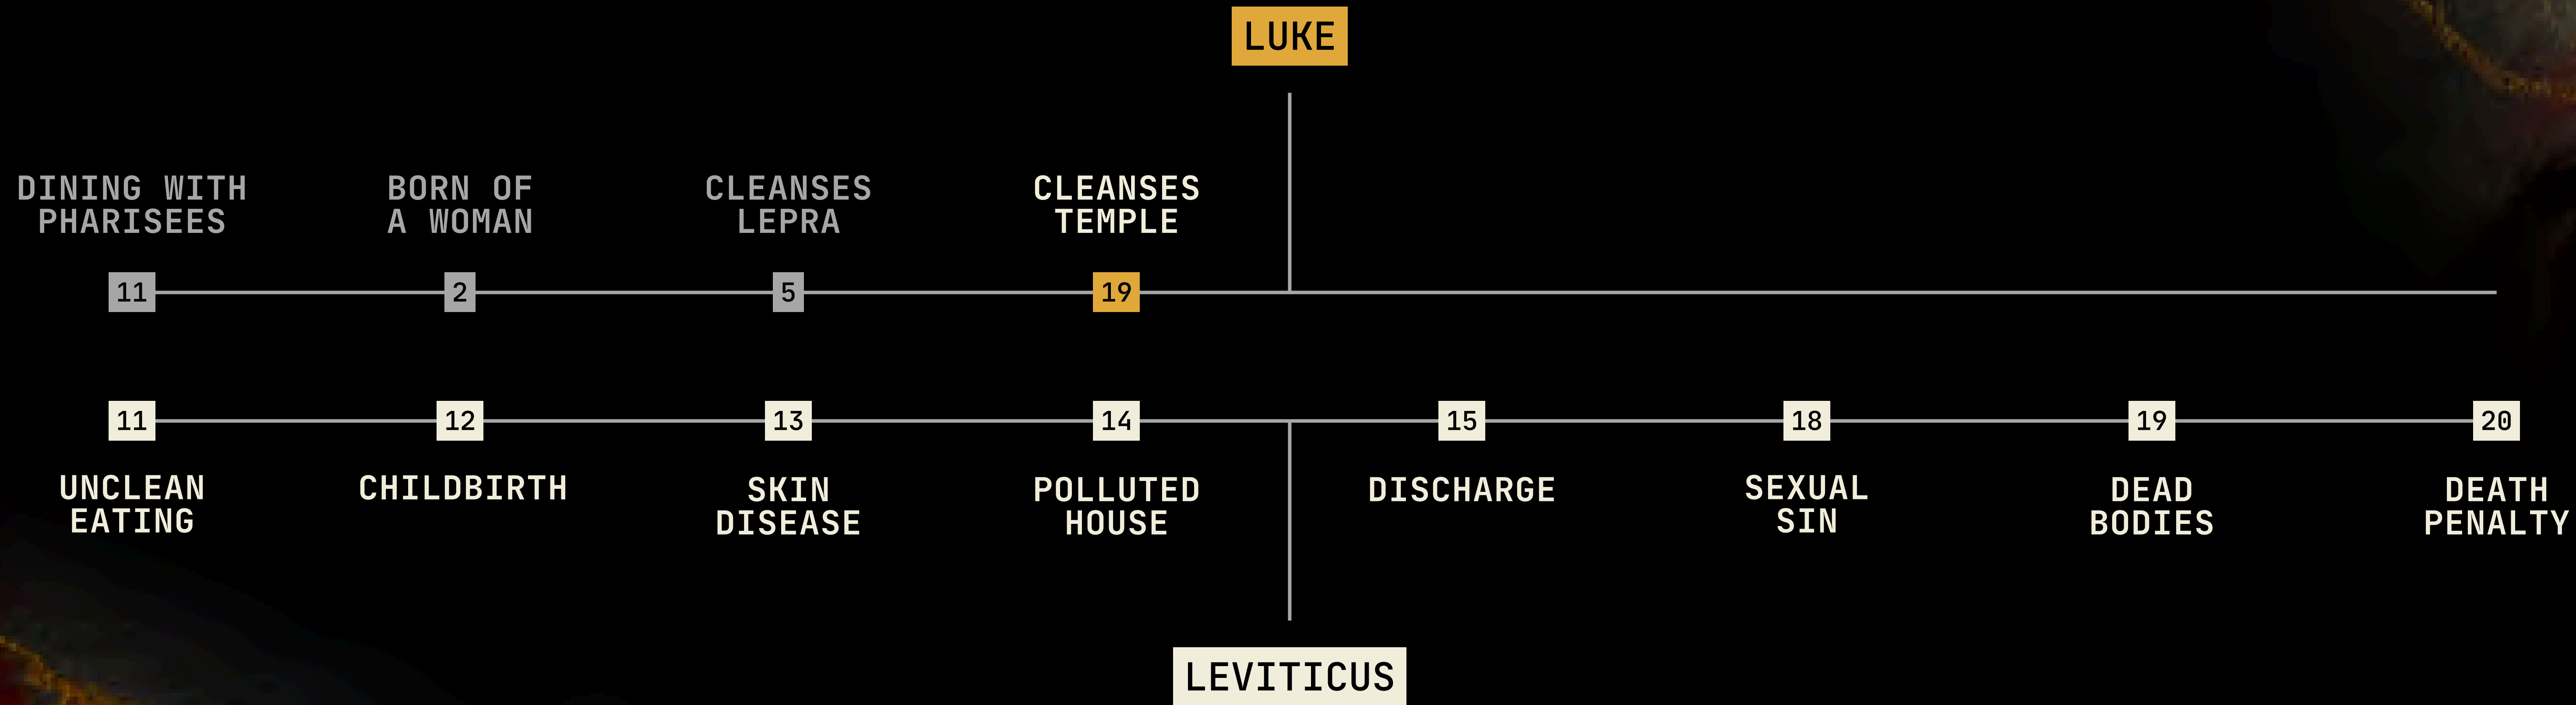 LUKE
DINING WITH
PHARISEES
BORN OF
A WOMAN
CLEANSES
LEPRA
CLEANSES
TEMPLE
11
2
5
19
11
12
13
14
15
18
19
20
UNCLEAN
EATING
CHILDBIRTH
SKIN
DISEASE
POLLUTED
HOUSE
DISCHARGE
SEXUAL
SIN
DEAD
BODIES
DEATH
PENALTY
LEVITICUS